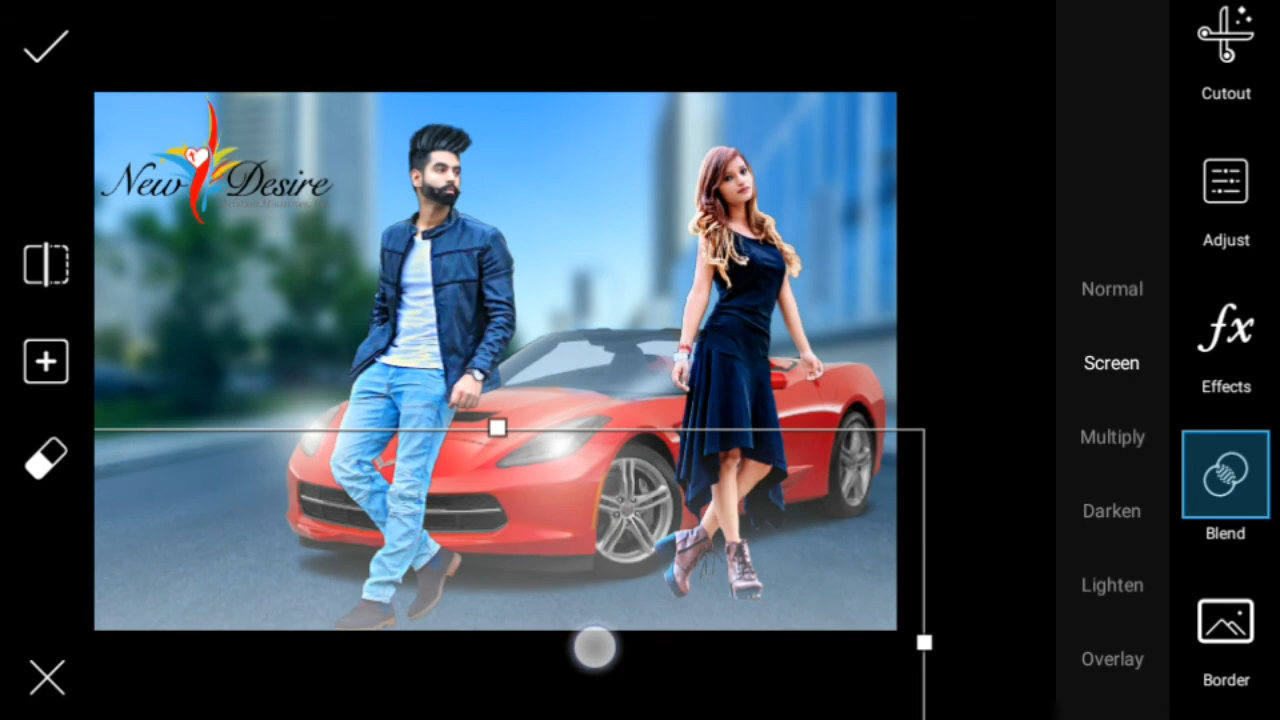 New Desire
Normal
Screen
Multiply
Darken
Lighten
Overlay
Cutout
Adjust
fx
Effects
Blend
Border